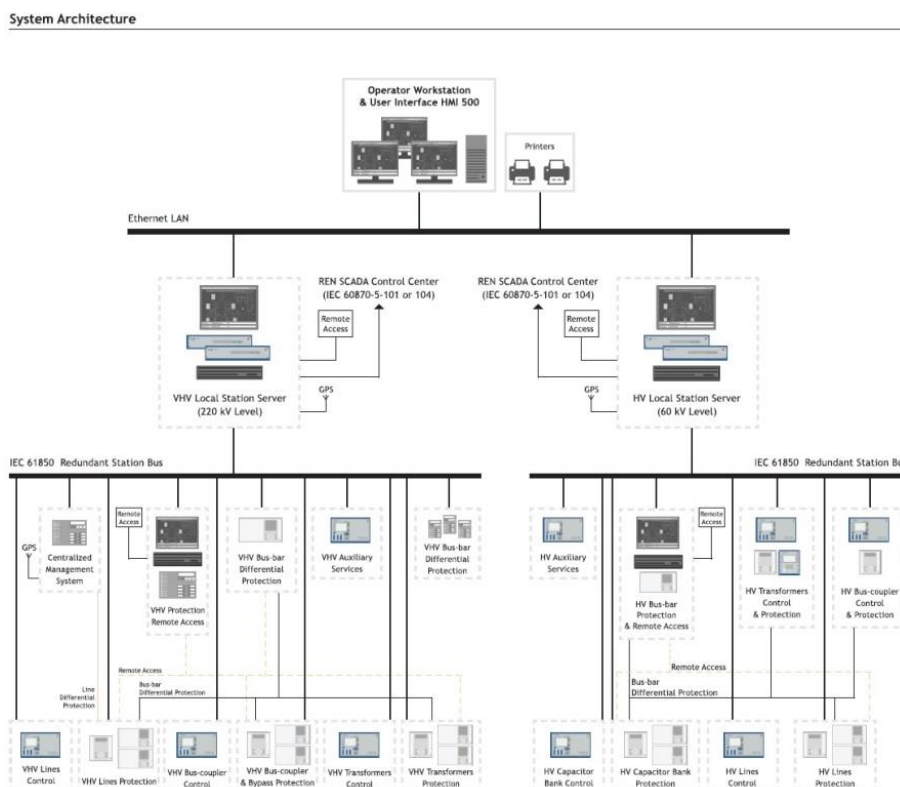 System Architecture
Operator Workstation
& User Interface HMI 500
Printers
Ethernet LAN
REN SCADA Control Center
(IEC 60870-5-101 or 104)
Remote
Access
GPS
VHV Local Station Server
(220 kV Level)
REN SCADA Control Center
(IEC 60870-5-101 or 104)
Remote
Access
GPS
HV Local Station Server
(60 kV Level)
IEC 61850 Redundant Station Bus
IEC 61850 Redundant Station Bu
GPS
Centralized
Management
System
Remote
Access
VHV Protection
Remote Access
VHV Bus-bar
Differential
Protection
VHV Auxiliary
Services
VHV Bus-bar
Differential
Protection
HV Auxiliary
Services
HV Bus-bar
Protection
& Remote Access
Remote
Access
HV Transformers
Control
& Protection
HV Bus-coupler
Control
& Protection
Line
Differential
Protection
Remote Access
Bus-bar
Differential Protection
Remote Access
Bus-bar
Differential Protection
VHV Lines
Control
VHV Lines Protection
VHV Bus-coupler
Control
VHV Bus-coupler
& Bypass Protection
VHV Transformers
Control
VHV Transformers
Protection
HV Capacitor
Bank Control
HV Capacitor Bank
Protection
HV Lines
Control
HV Lines
Protection